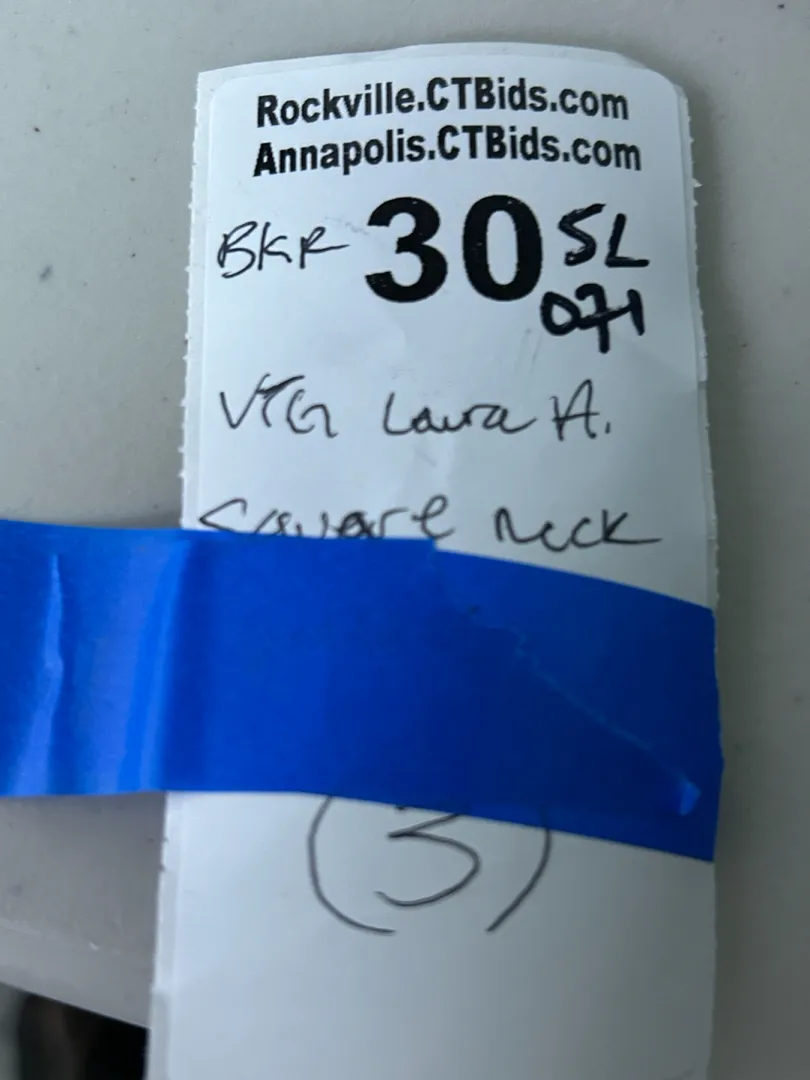 Rockville.CTBids.com
Annapolis.CTBids.com
BKR 30 SL
071
VTG Laura A.
Square neck
(3)